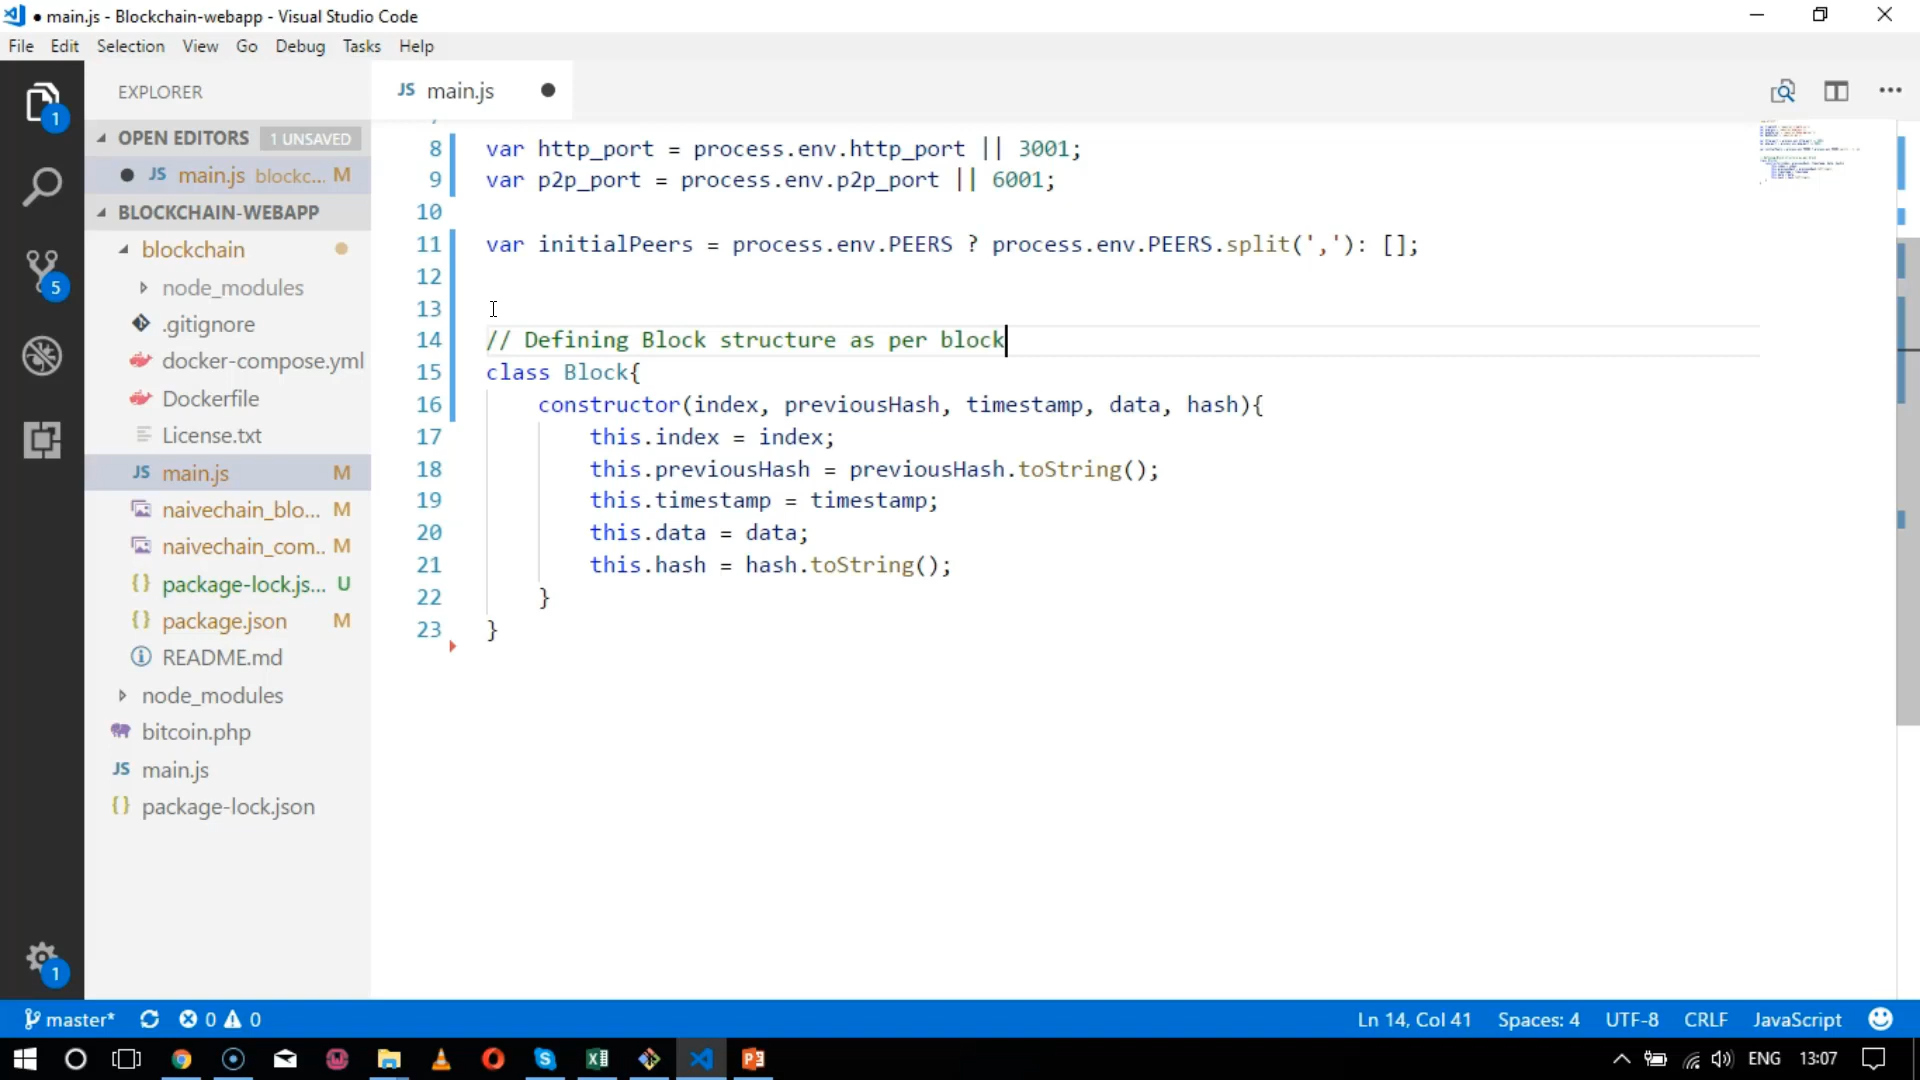 ● main.js - Blockchain-webapp - Visual Studio Code
File Edit Selection View Go Debug Tasks Help
EXPLORER
OPEN EDITORS 1 UNSAVED
JS main.js blockc... M
BLOCKCHAIN-WEBAPP
blockchain
node_modules
.gitignore
docker-compose.yml
Dockerfile
License.txt
JS main.js M
naivechain_blo... M
naivechain_com.. M
{} package-lock.js... U
{} package.json M
README.md
node_modules
bitcoin.php
JS main.js
{} package-lock.json
1
5
1
JS main.js ●
8 var http_port = process.env.http_port || 3001;
9 var p2p_port = process.env.p2p_port || 6001;
10
11 var initialPeers = process.env.PEERS ? process.env.PEERS.split(','): [];
12
13
14 // Defining Block structure as per block
15 class Block{
16 constructor(index, previousHash, timestamp, data, hash){
17 this.index = index;
18 this.previousHash = previousHash.toString();
19 this.timestamp = timestamp;
20 this.data = data;
21 this.hash = hash.toString();
22 }
23 }
master* 0 0 Ln 14, Col 41 Spaces: 4 UTF-8 CRLF JavaScript
ENG 13:07